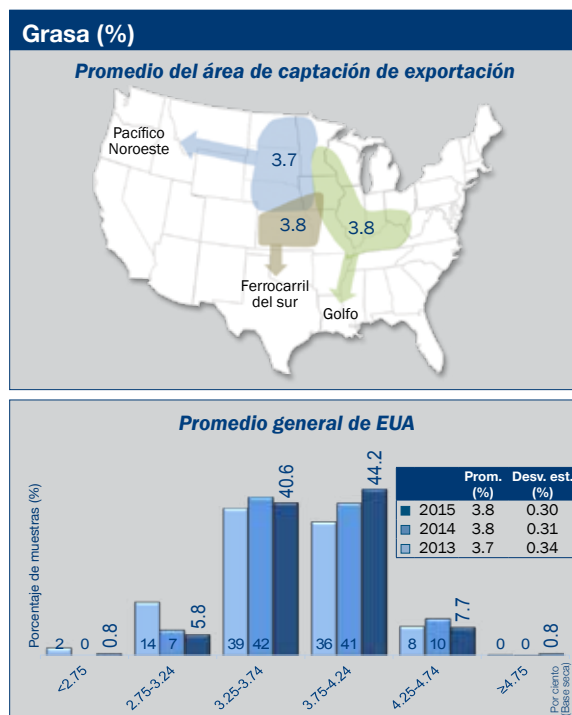 Grasa (%)
Promedio del área de captación de exportación
Pacífico
Noroeste
3.7
3.8
3.8
Ferrocarril
del sur
Golfo
Promedio general de EUA
Porcentaje de muestras (%)
Prom. Desv. est.
(%) (%)
2015 3.8 0.30
2014 3.8 0.31
2013 3.7 0.34
2 0 0.8
14 7 5.8
39 42 40.6
36 41 44.2
8 10 7.7
0 0 0.8
<2.75 2.75-3.24 3.25-3.74 3.75-4.24 4.25-4.74 ≥4.75
Por ciento
(Base seca)